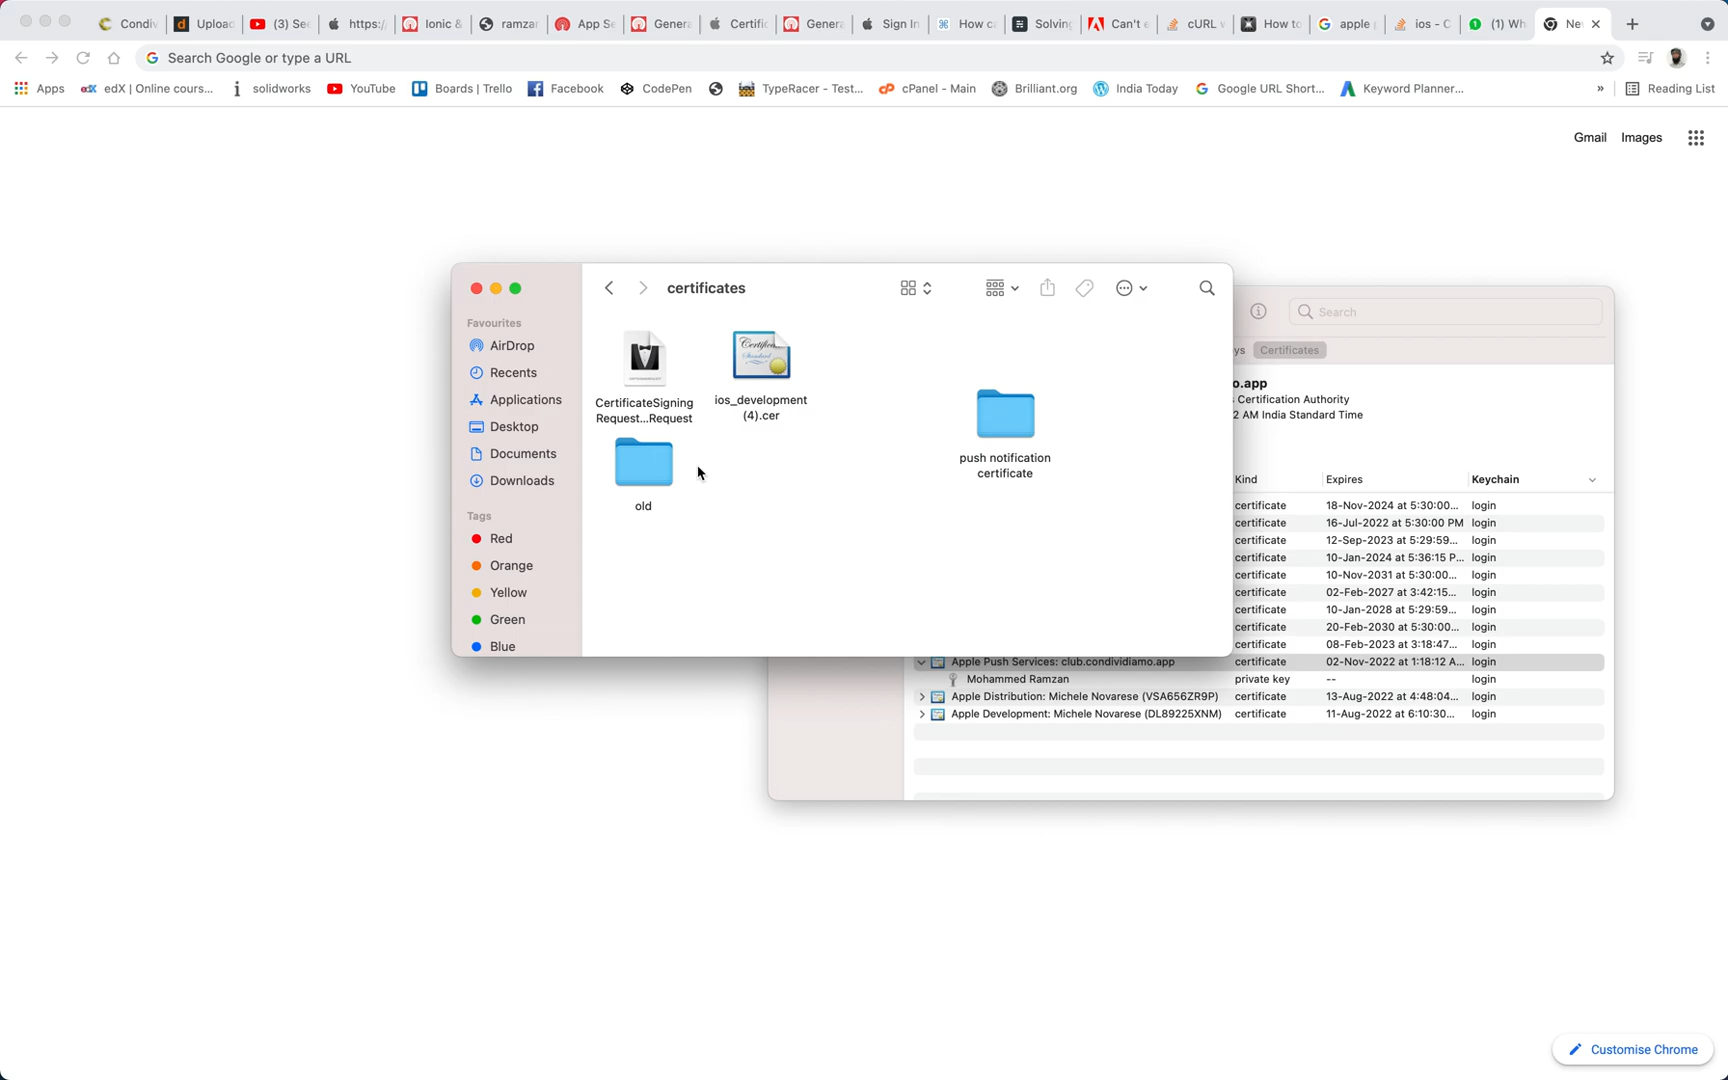 Condiv
Upload
(3) Sec
https:/
Ionic &
ramzan
App Se
Genera
Certific
Genera
Sign In
How ca
Solving
Can't e
cURL w
How to
apple p
ios - C
(1) Wh
Ne
Search Google or type a URL
Apps
edX | Online cours...
solidworks
YouTube
Boards | Trello
Facebook
CodePen
TypeRacer - Test...
cPanel - Main
Brilliant.org
India Today
Google URL Short...
Keyword Planner...
»
Reading List
Gmail
Images
certificates
Favourites
AirDrop
Recents
Applications
Desktop
Documents
Downloads
Tags
Red
Orange
Yellow
Green
Blue
CertificateSigning
Request...Request
ios_development
(4).cer
old
push notification
certificate
Search
ys
Certificates
o.app
Certification Authority
2 AM India Standard Time
Kind
Expires
Keychain
certificate 18-Nov-2024 at 5:30:00... login
certificate 16-Jul-2022 at 5:30:00 PM login
certificate 12-Sep-2023 at 5:29:59... login
certificate 10-Jan-2024 at 5:36:15 P... login
certificate 10-Nov-2031 at 5:30:00... login
certificate 02-Feb-2027 at 3:42:15... login
certificate 10-Jan-2028 at 5:29:59... login
certificate 20-Feb-2030 at 5:30:00... login
certificate 08-Feb-2023 at 3:18:47... login
Apple Push Services: club.condividiamo.app certificate 02-Nov-2022 at 1:18:12 A... login
Mohammed Ramzan private key -- login
Apple Distribution: Michele Novarese (VSA656ZR9P) certificate 13-Aug-2022 at 4:48:04... login
Apple Development: Michele Novarese (DL89225XNM) certificate 11-Aug-2022 at 6:10:30... login
Customise Chrome